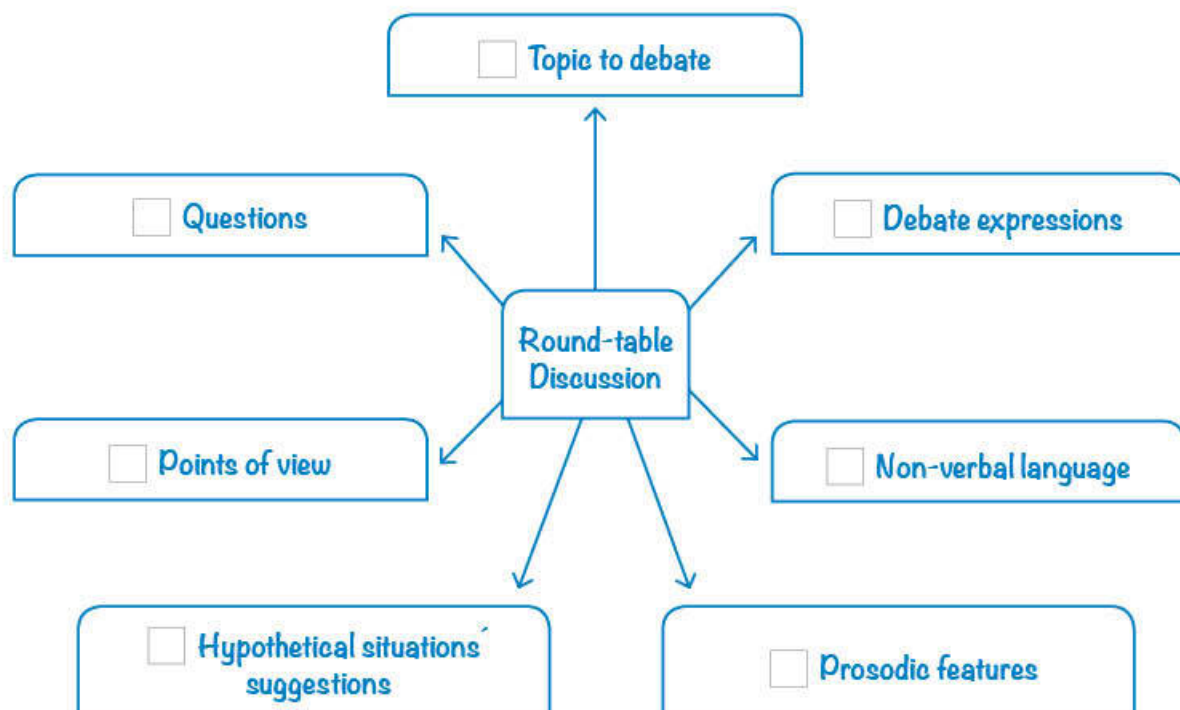 Topic to debate
Questions
Debate expressions
Round-table
Discussion
Points of view
Non-verbal language
Hypothetical situations´
suggestions
Prosodic features